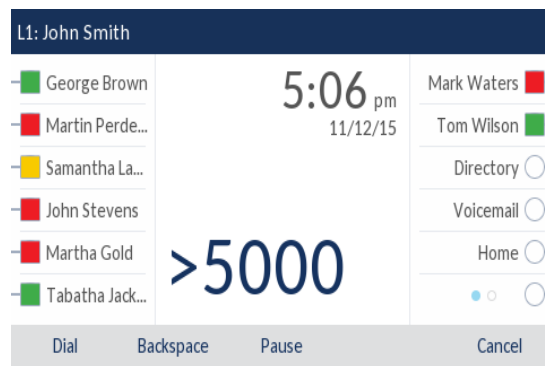 L1: John Smith
George Brown
Martin Perde...
Samantha La...
John Stevens
Martha Gold
Tabatha Jack...
5:06 pm
11/12/15
>5000
Mark Waters
Tom Wilson
Directory
Voicemail
Home
Dial Backspace Pause Cancel